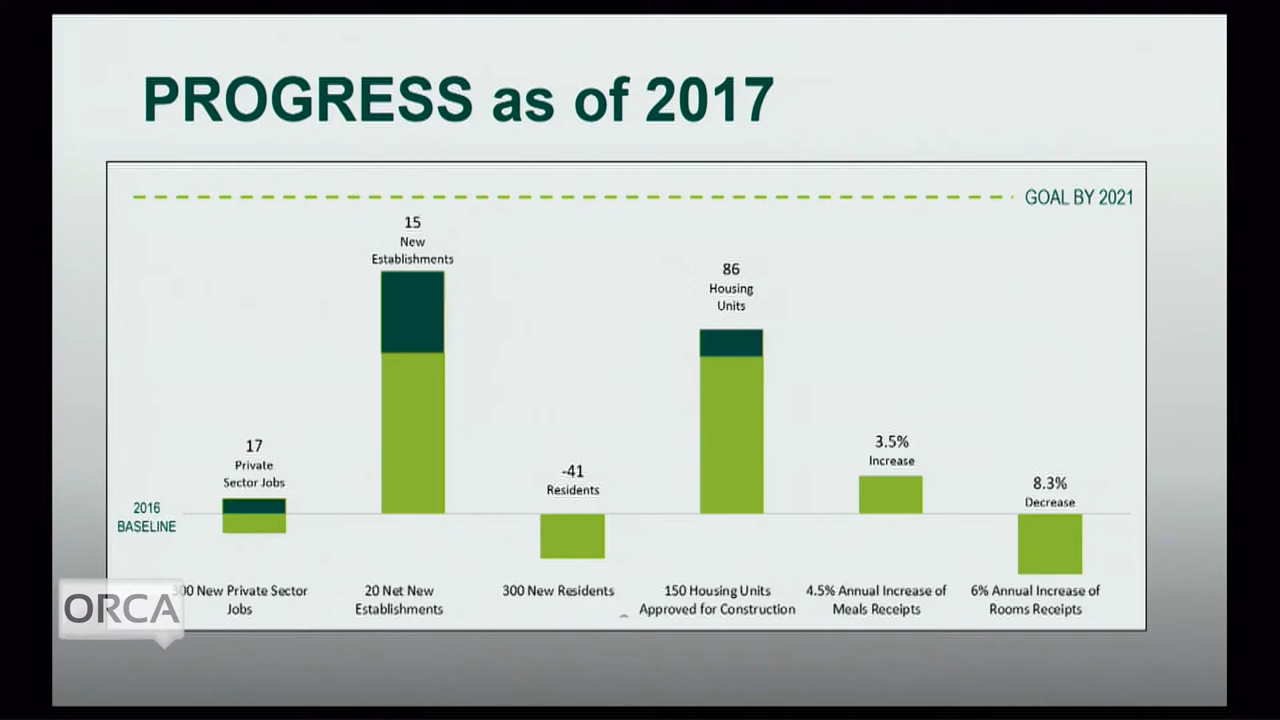 PROGRESS as of 2017
GOAL BY 2021
15
New
Establishments
86
Housing
Units
17
Private
Sector Jobs
-41
Residents
3.5%
Increase
8.3%
Decrease
2016
BASELINE
300 New Private Sector
Jobs
20 Net New
Establishments
300 New Residents
150 Housing Units
Approved for Construction
4.5% Annual Increase of
Meals Receipts
6% Annual Increase of
Rooms Receipts
ORCA